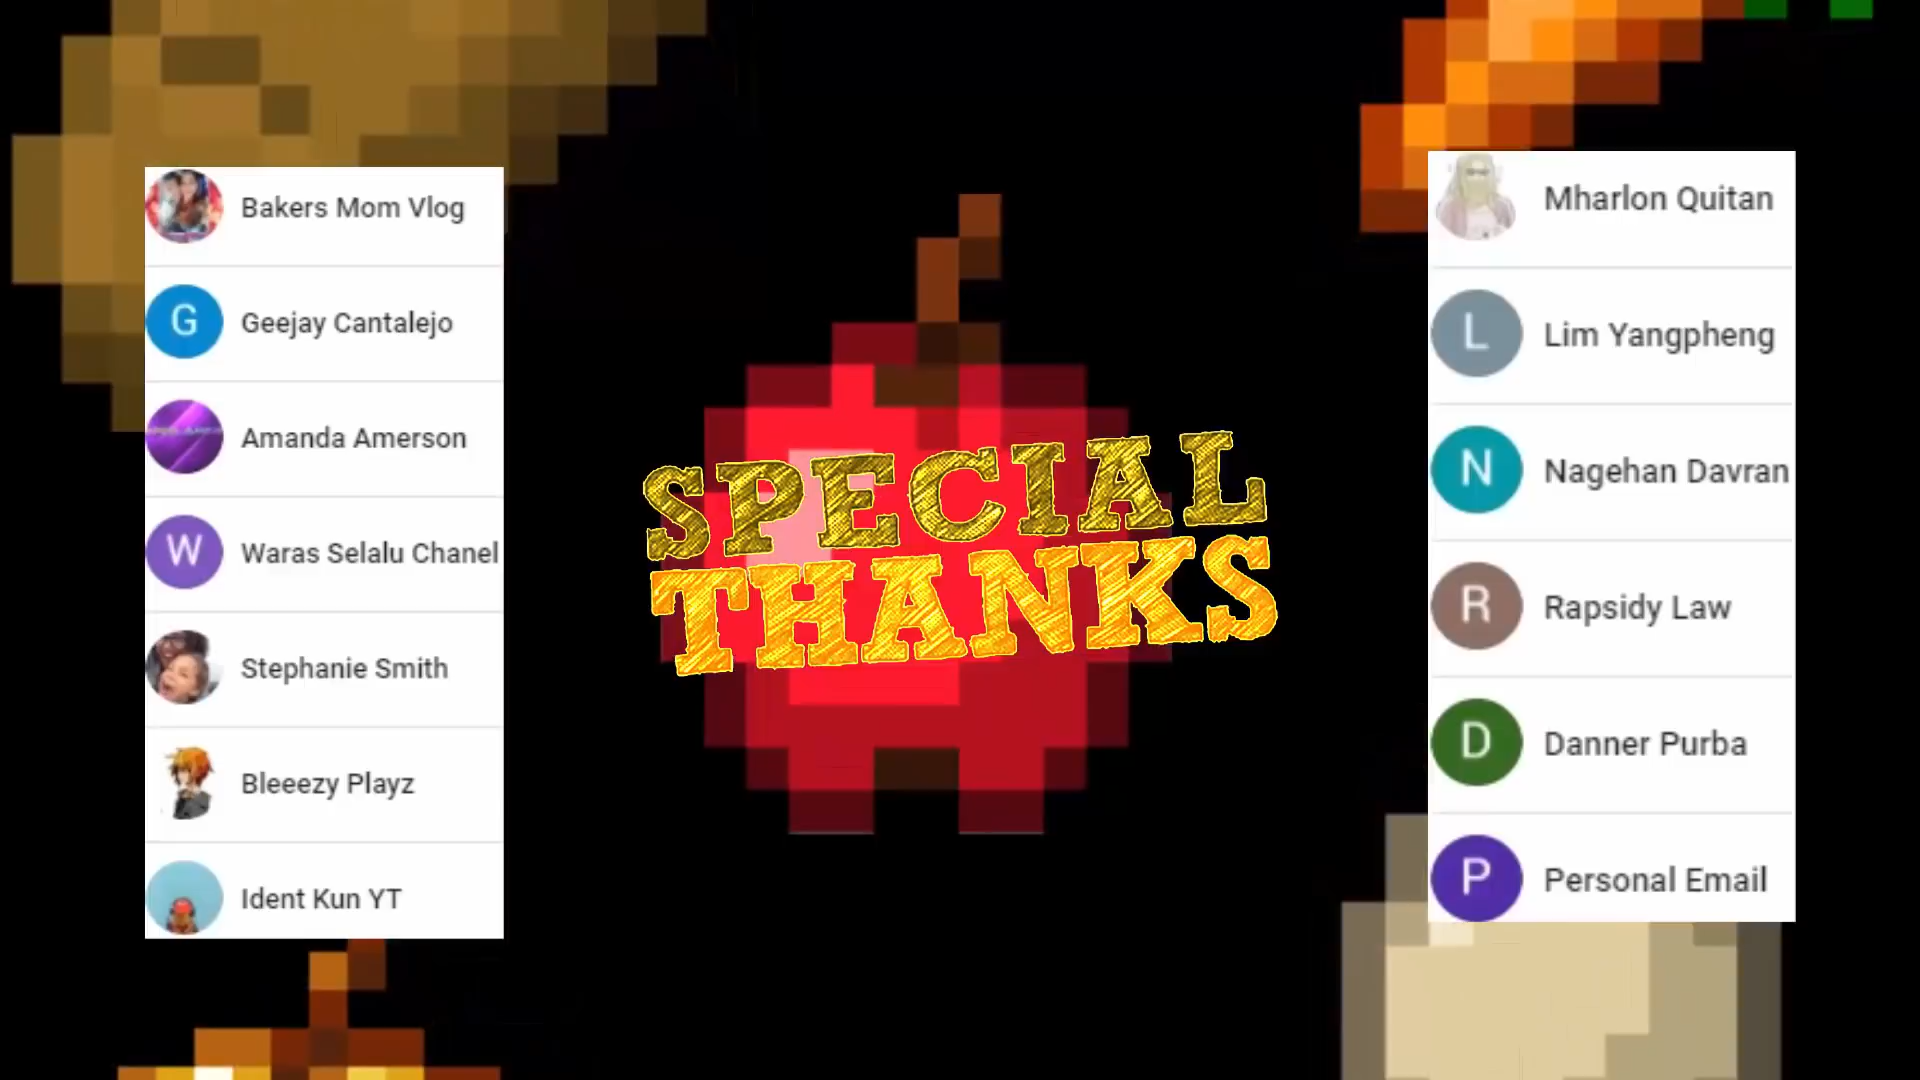 Bakers Mom Vlog
G
Geejay Cantalejo
Amanda Amerson
W
Waras Selalu Chanel
Stephanie Smith
Bleeezy Playz
Ident Kun YT
SPECIAL
THANKS
Mharlon Quitan
L
Lim Yangpheng
N
Nagehan Davran
R
Rapsidy Law
D
Danner Purba
P
Personal Email